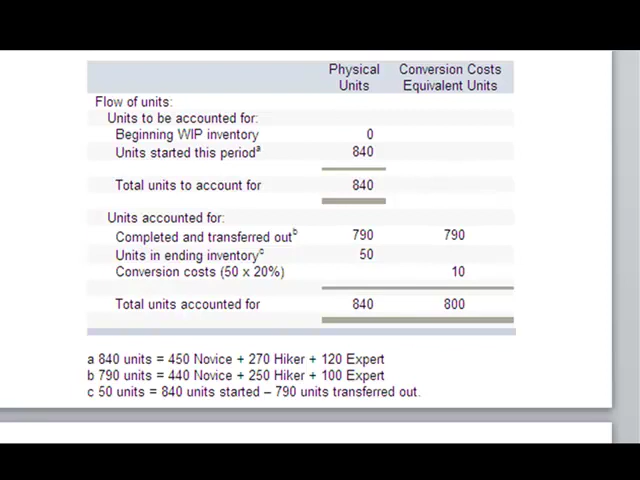 Physical Units Conversion Costs Equivalent Units
Flow of units:
Units to be accounted for:
Beginning WIP inventory 0
Units started this periodᵃ 840
Total units to account for 840
Units accounted for:
Completed and transferred outᵇ 790 790
Units in ending inventoryᶜ 50
Conversion costs (50 x 20%) 10
Total units accounted for 840 800
a 840 units = 450 Novice + 270 Hiker + 120 Expert
b 790 units = 440 Novice + 250 Hiker + 100 Expert
c 50 units = 840 units started – 790 units transferred out.